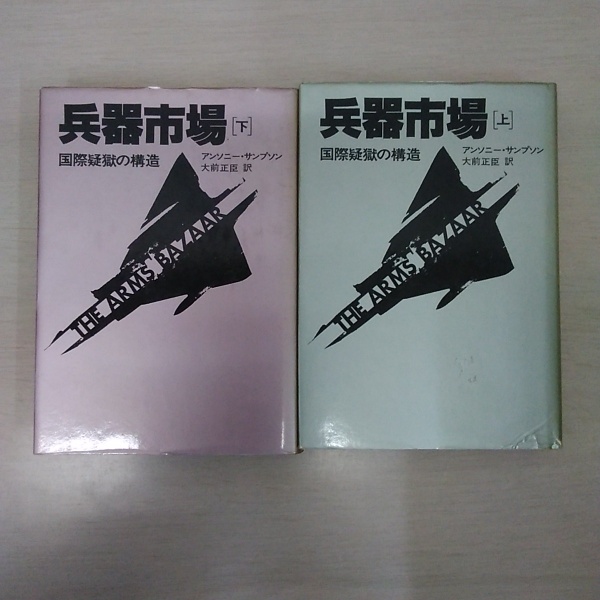 兵器市場[下]
国際疑獄の構造
アンソニー・サンプソン
大前正臣 訳
THE ARMS BAZAAR
兵器市場[上]
国際疑獄の構造
アンソニー・サンプソン
大前正臣 訳
THE ARMS BAZAAR